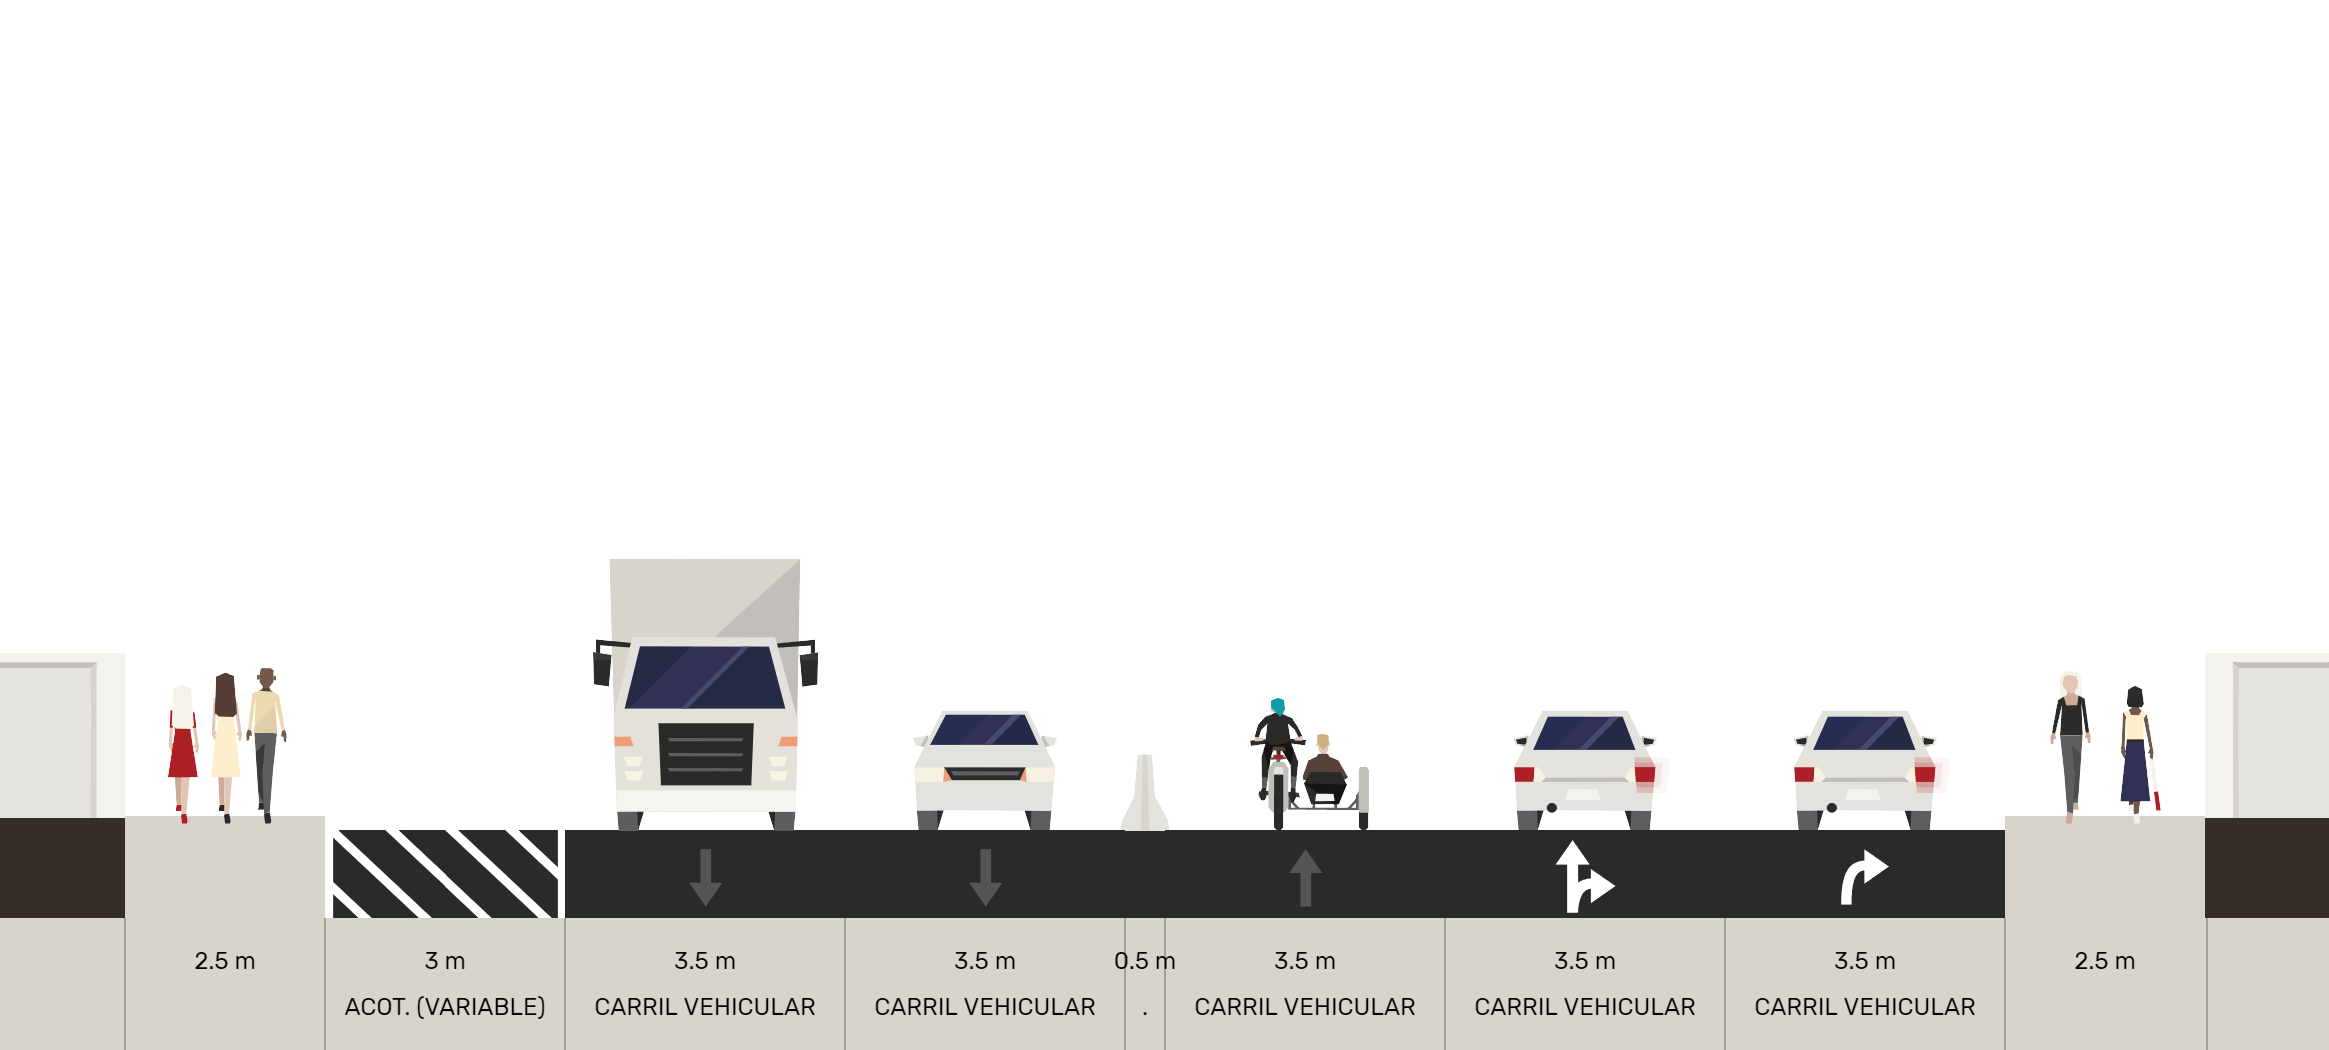 2.5 m
3 m
3.5 m
3.5 m
0.5 m
3.5 m
3.5 m
3.5 m
2.5 m
ACOT. (VARIABLE)
CARRIL VEHICULAR
CARRIL VEHICULAR
.
CARRIL VEHICULAR
CARRIL VEHICULAR
CARRIL VEHICULAR